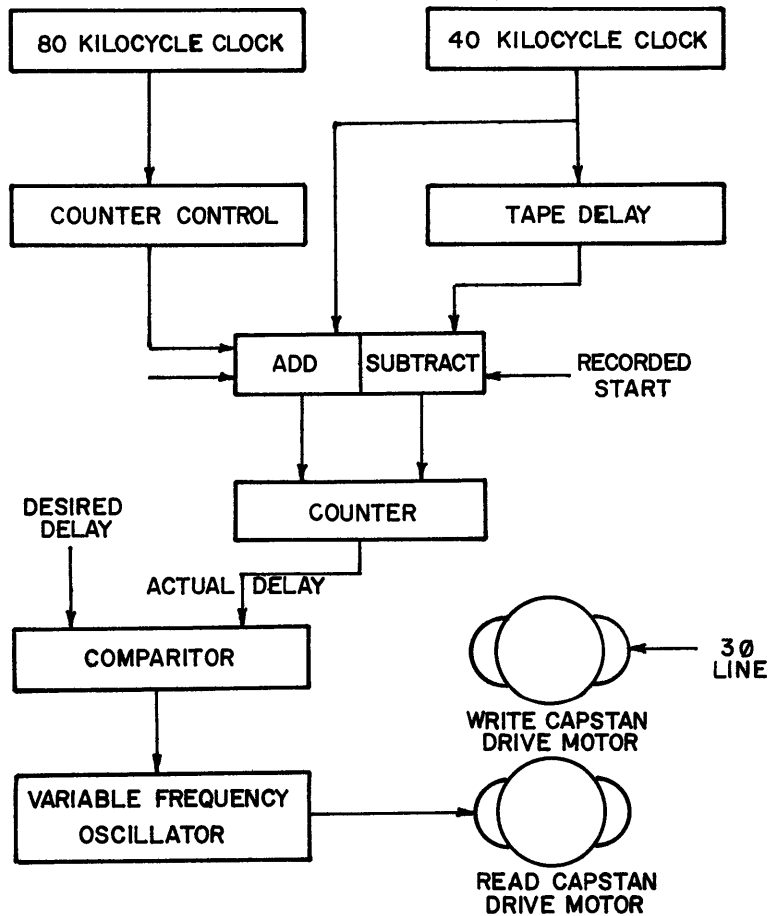 80 KILOCYCLE CLOCK
40 KILOCYCLE CLOCK
COUNTER CONTROL
TAPE DELAY
ADD
SUBTRACT
RECORDED
START
COUNTER
DESIRED
DELAY
ACTUAL DELAY
COMPARITOR
3Ø
LINE
WRITE CAPSTAN
DRIVE MOTOR
VARIABLE FREQUENCY
OSCILLATOR
READ CAPSTAN
DRIVE MOTOR